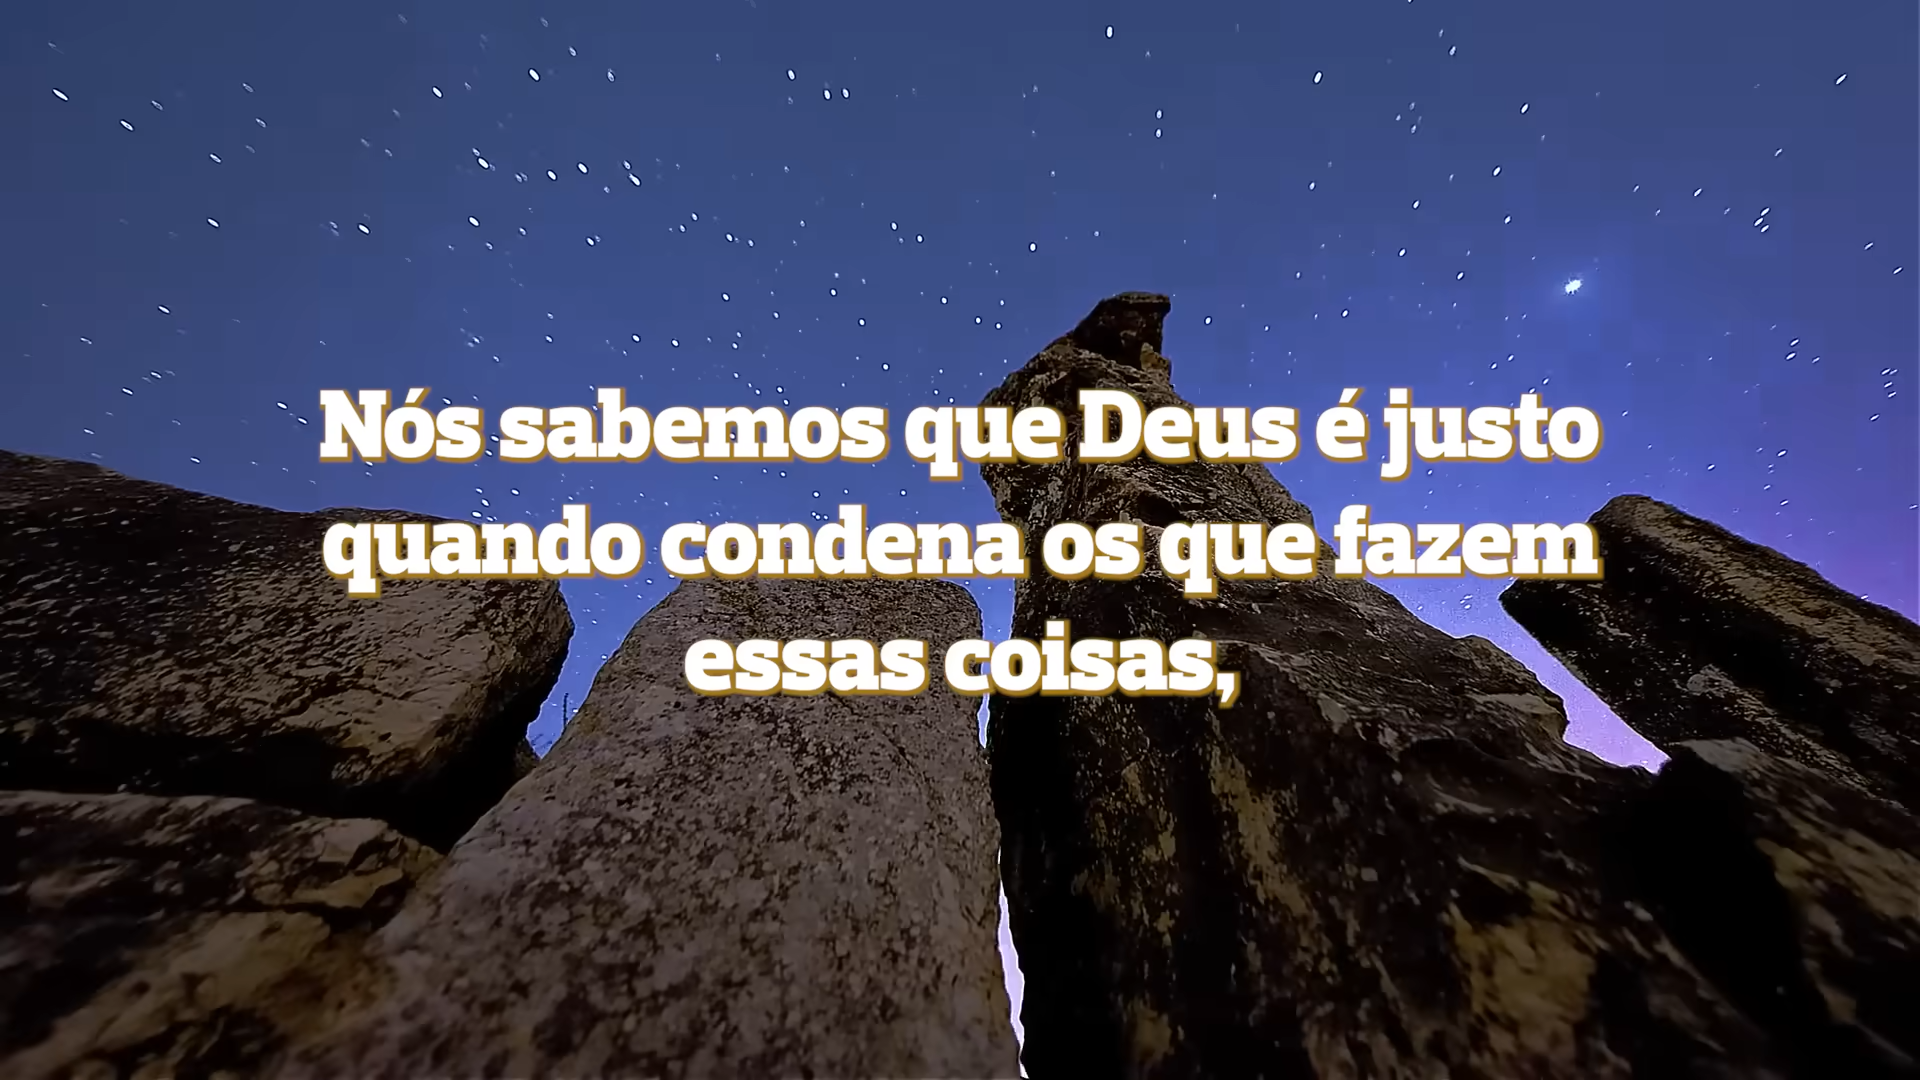 Nós sabemos que Deus é justo
quando condena os que fazem
essas coisas,